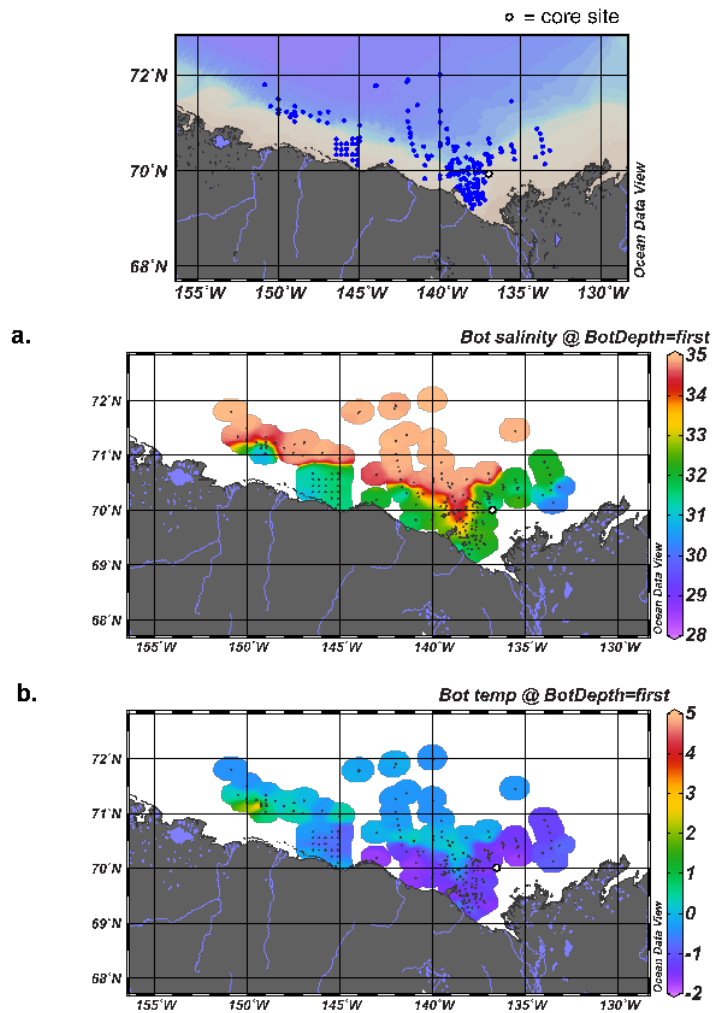 = core site
72˚N
70˚N
68˚N
155˚W 150˚W 145˚W 140˚W 135˚W 130˚W
Ocean Data View
a.
Bot salinity @ BotDepth=first
72˚N
71˚N
70˚N
69˚N
68˚N
155˚W 150˚W 145˚W 140˚W 135˚W 130˚W
Ocean Data View
35
34
33
32
31
30
29
28
b.
Bot temp @ BotDepth=first
72˚N
71˚N
70˚N
69˚N
68˚N
155˚W 150˚W 145˚W 140˚W 135˚W 130˚W
Ocean Data View
5
4
3
2
1
0
-1
-2